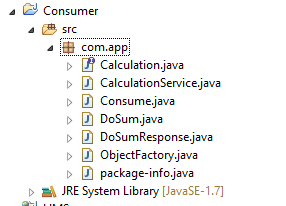 Consumer
src
com.app
Calculation.java
CalculationService.java
Consume.java
DoSum.java
DoSumResponse.java
ObjectFactory.java
package-info.java
JRE System Library [JavaSE-1.7]